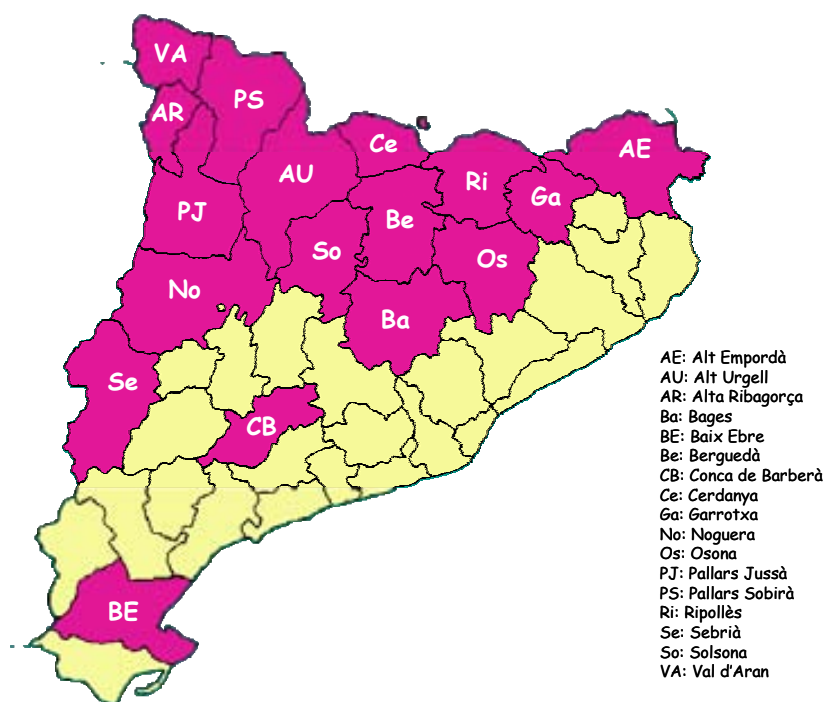 VA
AR
PS
Ce
AE
AU
Ri
Ga
PJ
So
Be
Os
No
Ba
Se
CB
BE
AE: Alt Empordà
AU: Alt Urgell
AR: Alta Ribagorça
Ba: Bages
BE: Baix Ebre
Be: Berguedà
CB: Conca de Barberà
Ce: Cerdanya
Ga: Garrotxa
No: Noguera
Os: Osona
PJ: Pallars Jussà
PS: Pallars Sobirà
Ri: Ripollès
Se: Sebrià
So: Solsona
VA: Val d'Aran